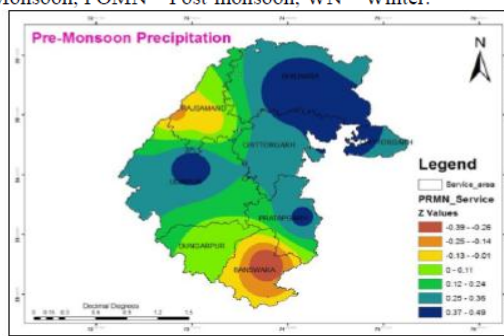 Monsoon, POMN – Post-monsoon, WN – Winter.
Pre-Monsoon Precipitation
N
BHILWARA
RAJSAMAND
CHITTORGARH
CHITTORGARH
UDAIPUR
PRATAPGARH
DUNGARPUR
BANSWARA
Legend
Service_area
PRMN_Service
Z Values
-0.39 - -0.26
-0.25 - -0.14
-0.13 - -0.01
0 - 0.11
0.12 - 0.24
0.25 - 0.36
0.37 - 0.49
Decimal Degrees